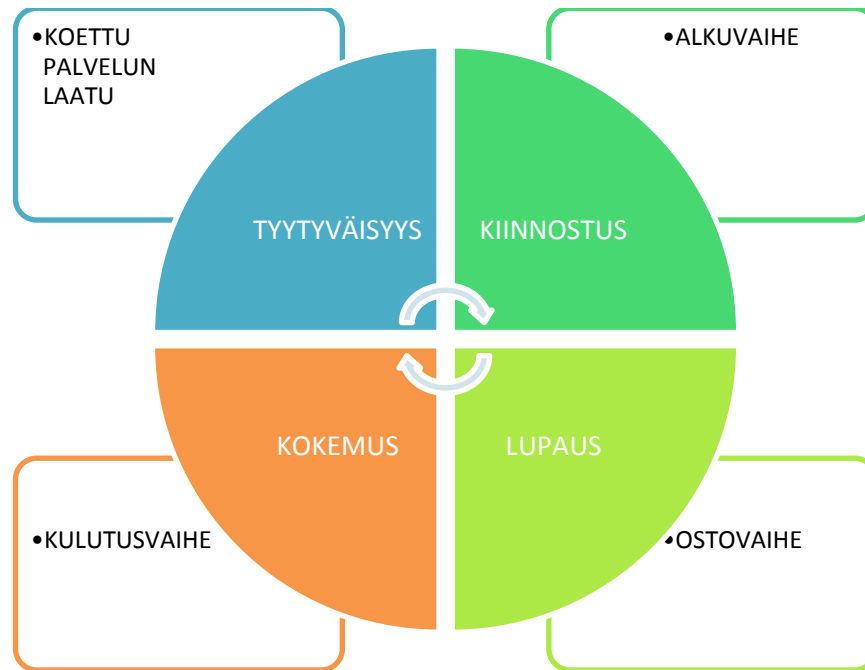 •KOETTU
PALVELUN
LAATU
•ALKUVAIHE
TYYTYVÄISYYS
KIINNOSTUS
KOKEMUS
LUPAUS
•KULUTUSVAIHE
•OSTOVAIHE